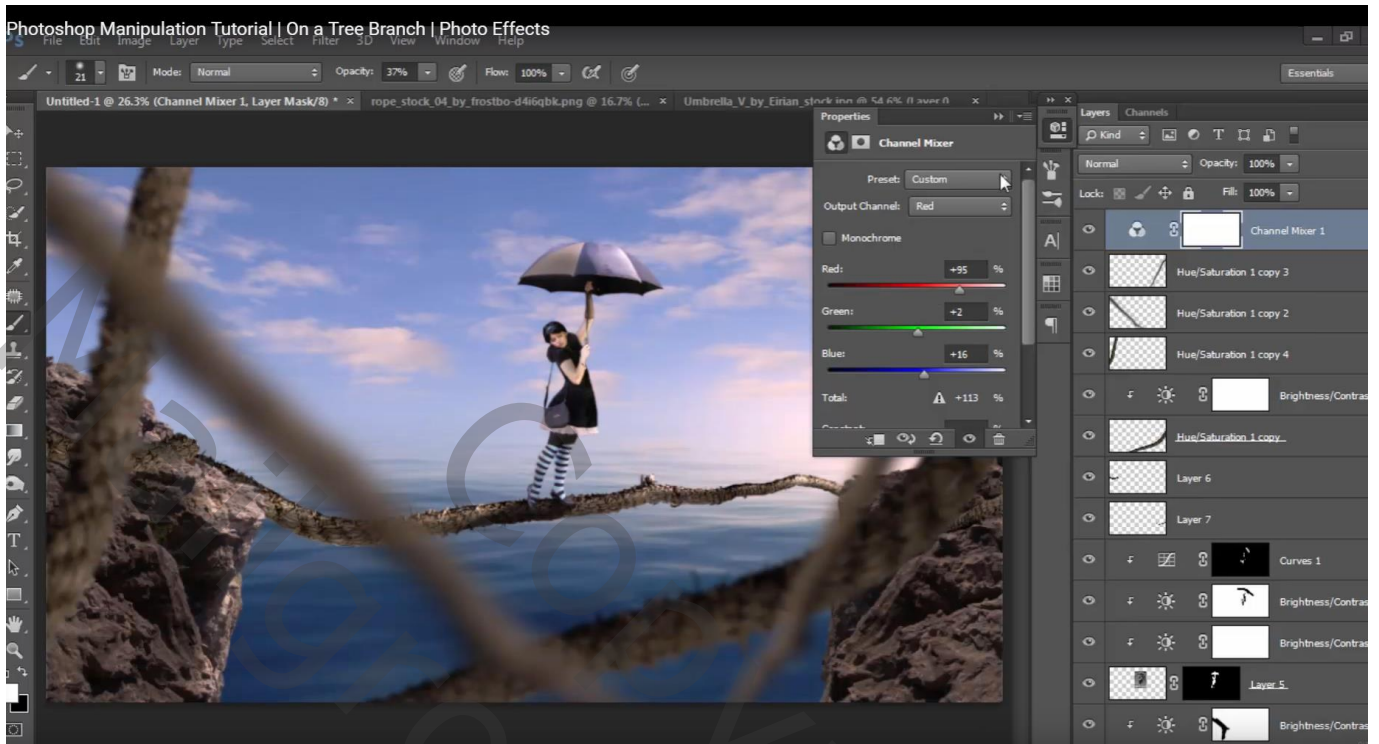 Photoshop Manipulation Tutorial | On a Tree Branch | Photo Effects
File Edit Image Layer Type Select Filter 3D View Window Help
21 Mode: Normal Opacity: 37% Flow: 100% Essentials
Untitled-1 @ 26.3% (Channel Mixer 1, Layer Mask/8) * × rope_stock_04_by_frostbo-d4i6qbk.png @ 16.7% (... × Umbrella_V_by_Eirian_stock.jpg @ 54.6% (Layer 0 ×
Properties
Channel Mixer
Preset: Custom
Output Channel: Red
Monochrome
Red: +95 %
Green: +2 %
Blue: +16 %
Total: +113 %
Layers Channels
Kind
Normal Opacity: 100%
Lock: Fill: 100%
Channel Mixer 1
Hue/Saturation 1 copy 3
Hue/Saturation 1 copy 2
Hue/Saturation 1 copy 4
Brightness/Contras
Hue/Saturation 1 copy
Layer 6
Layer 7
Curves 1
Brightness/Contras
Brightness/Contras
Layer 5
Brightness/Contras